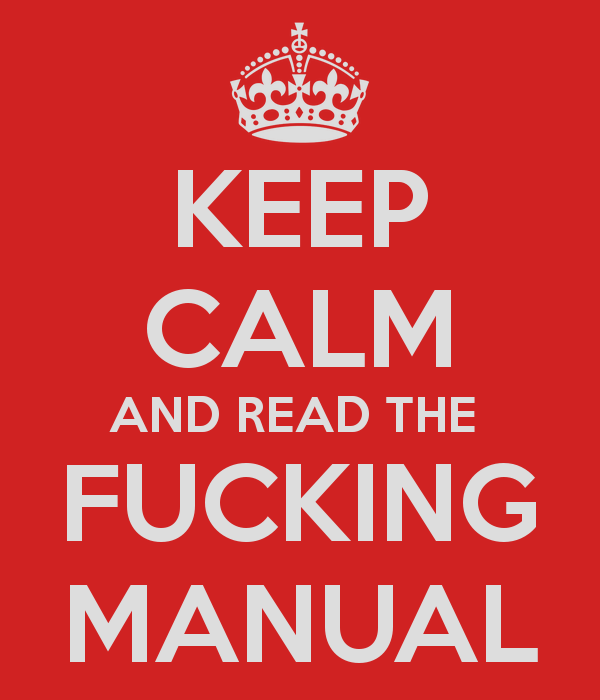 KEEP
CALM
AND READ THE
FUCKING
MANUAL